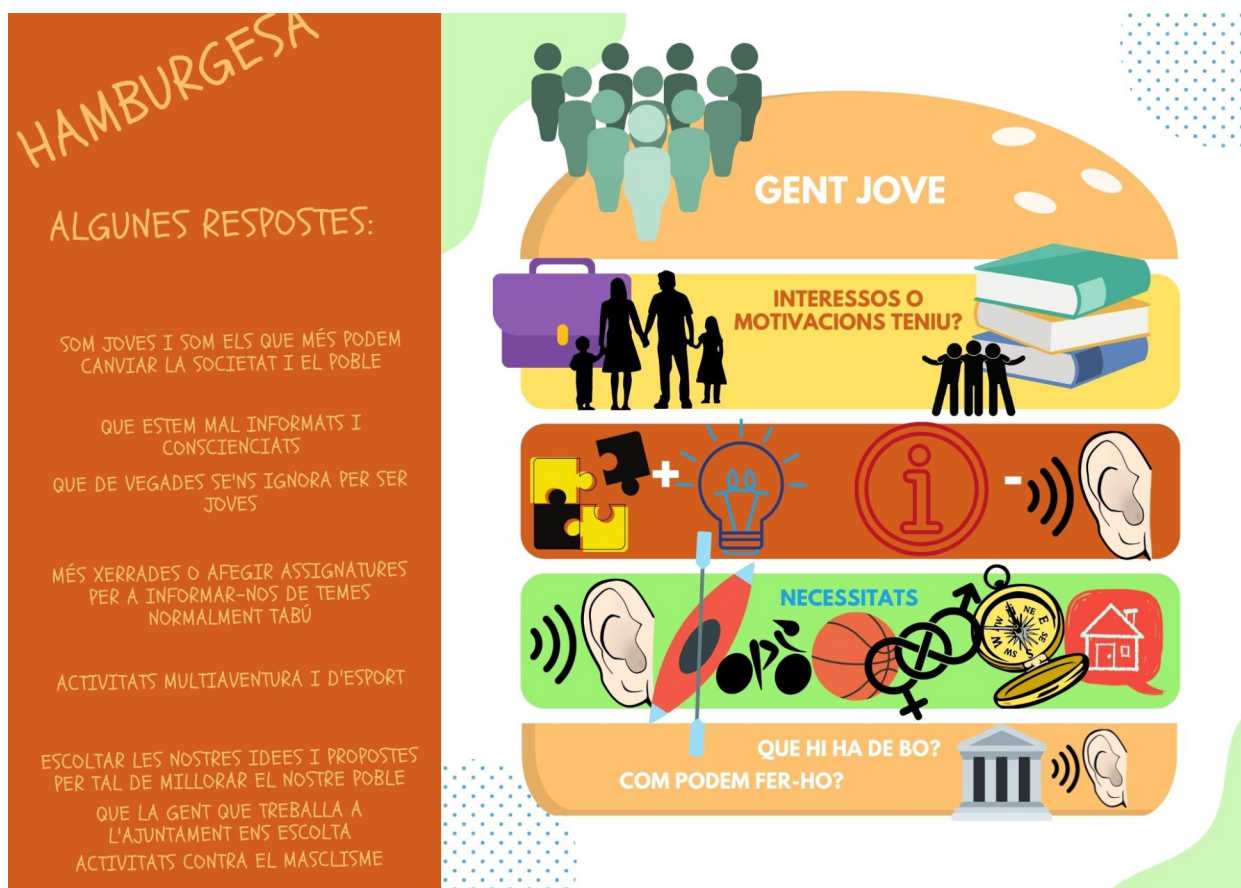 HAMBURGESA
ALGUNES RESPOSTES:
SOM JOVES I SOM ELS QUE MÉS PODEM
CANVIAR LA SOCIETAT I EL POBLE
QUE ESTEM MAL INFORMATS I
CONSCIENCIATS
QUE DE VEGADES SE'NS IGNORA PER SER
JOVES
MÉS XERRADES O AFEGIR ASSIGNATURES
PER A INFORMAR-NOS DE TEMES
NORMALMENT TABÚ
ACTIVITATS MULTIAVENTURA I D'ESPORT
ESCOLTAR LES NOSTRES IDEES I PROPOSTES
PER TAL DE MILLORAR EL NOSTRE POBLE
QUE LA GENT QUE TREBALLA A
L'AJUNTAMENT ENS ESCOLTA
ACTIVITATS CONTRA EL MASCLISME
GENT JOVE
INTERESSOS O
MOTIVACIONS TENIU?
+
i
-
NECESSITATS
NE
E
SE
S
SW
W
QUE HI HA DE BO?
COM PODEM FER-HO?